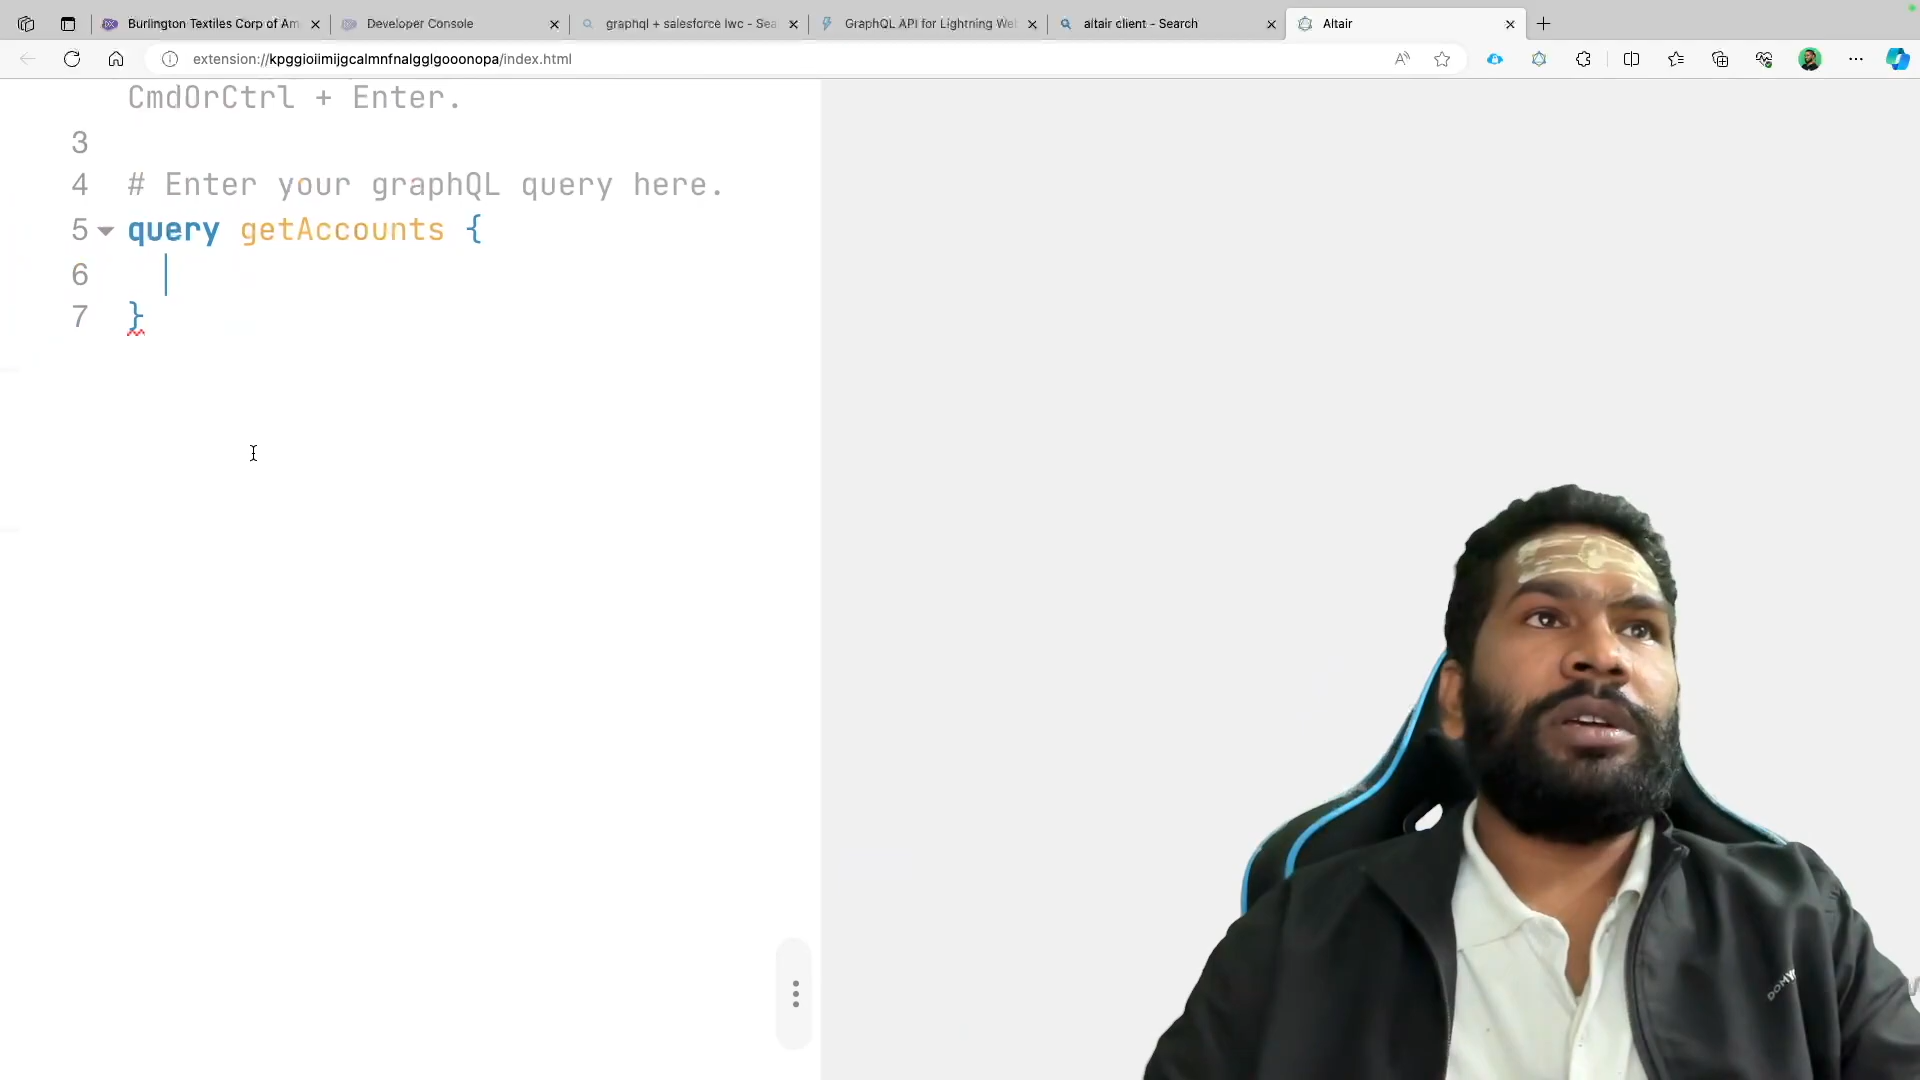 Burlington Textiles Corp of Am
Developer Console
graphql + salesforce lwc - Sea
GraphQL API for Lightning Web
altair client - Search
Altair
extension://kpggioiimijgcalmnfnalgglgooonopa/index.html
CmdOrCtrl + Enter.
3
4 # Enter your graphQL query here.
5 query getAccounts {
6
7 }